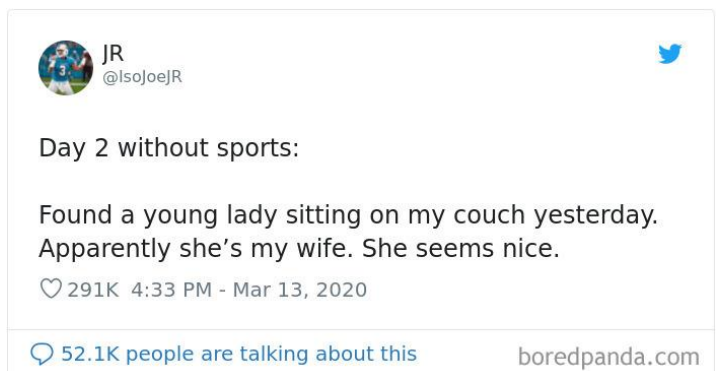 JR
@IsoJoeJR
Day 2 without sports:
Found a young lady sitting on my couch yesterday.
Apparently she’s my wife. She seems nice.
291K 4:33 PM - Mar 13, 2020
52.1K people are talking about this
boredpanda.com